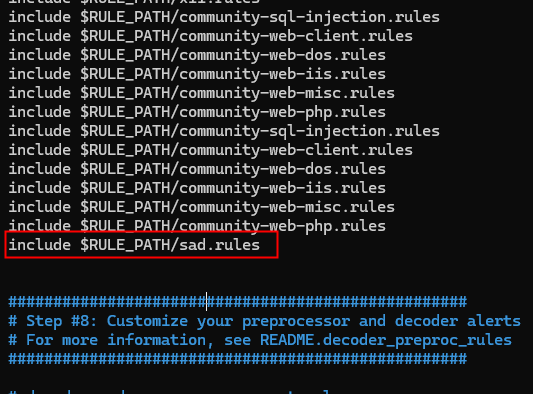 include $RULE_PATH/x11.rules
include $RULE_PATH/community-sql-injection.rules
include $RULE_PATH/community-web-client.rules
include $RULE_PATH/community-web-dos.rules
include $RULE_PATH/community-web-iis.rules
include $RULE_PATH/community-web-misc.rules
include $RULE_PATH/community-web-php.rules
include $RULE_PATH/community-sql-injection.rules
include $RULE_PATH/community-web-client.rules
include $RULE_PATH/community-web-dos.rules
include $RULE_PATH/community-web-iis.rules
include $RULE_PATH/community-web-misc.rules
include $RULE_PATH/community-web-php.rules
include $RULE_PATH/sad.rules
###################################################
# Step #8: Customize your preprocessor and decoder alerts
# For more information, see README.decoder_preproc_rules
###################################################